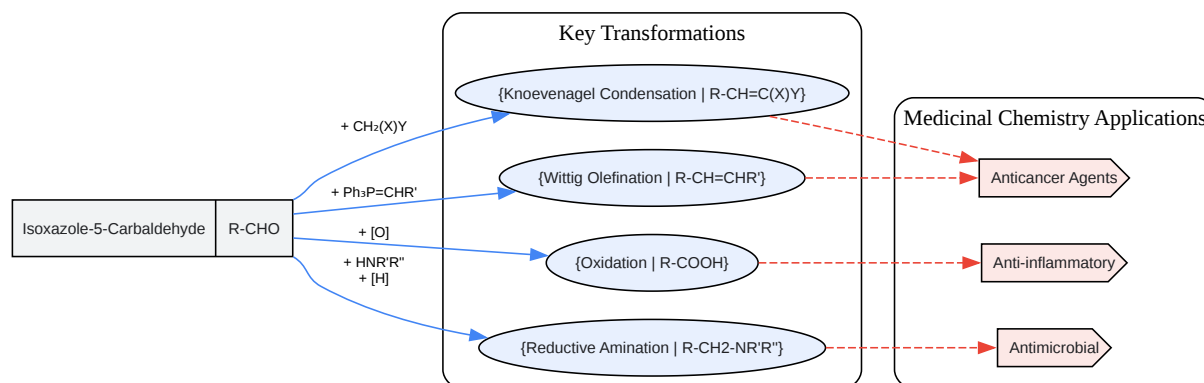 Key Transformations
{Knoevenagel Condensation | R-CH=C(X)Y}
+ CH₂(X)Y
Medicinal Chemistry Applications
{Wittig Olefination | R-CH=CHR'}
Anticancer Agents
+ Ph₃P=CHR'
Isoxazole-5-Carbaldehyde
R-CHO
+ [O]
{Oxidation | R-COOH}
Anti-inflammatory
+ HNR'R"
+ [H]
{Reductive Amination | R-CH2-NR'R"}
Antimicrobial